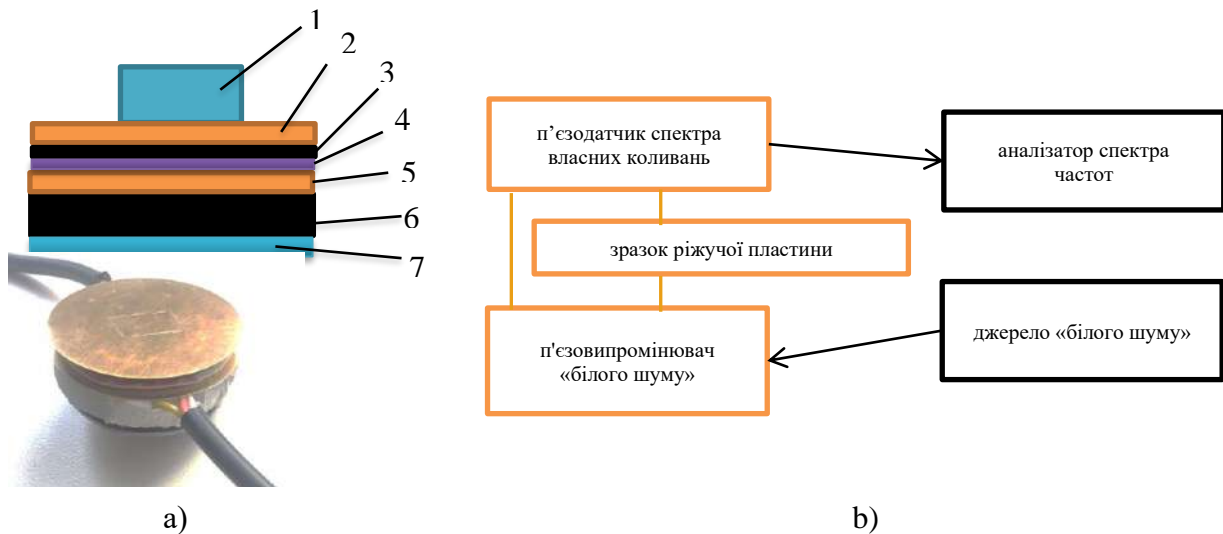 1
2
3
4
5
6
7
п’єзодатчик спектра
власних коливань
аналізатор спектра
частот
зразок ріжучої пластини
п'єзовипромінювач
«білого шуму»
джерело «білого шуму»
a)
b)